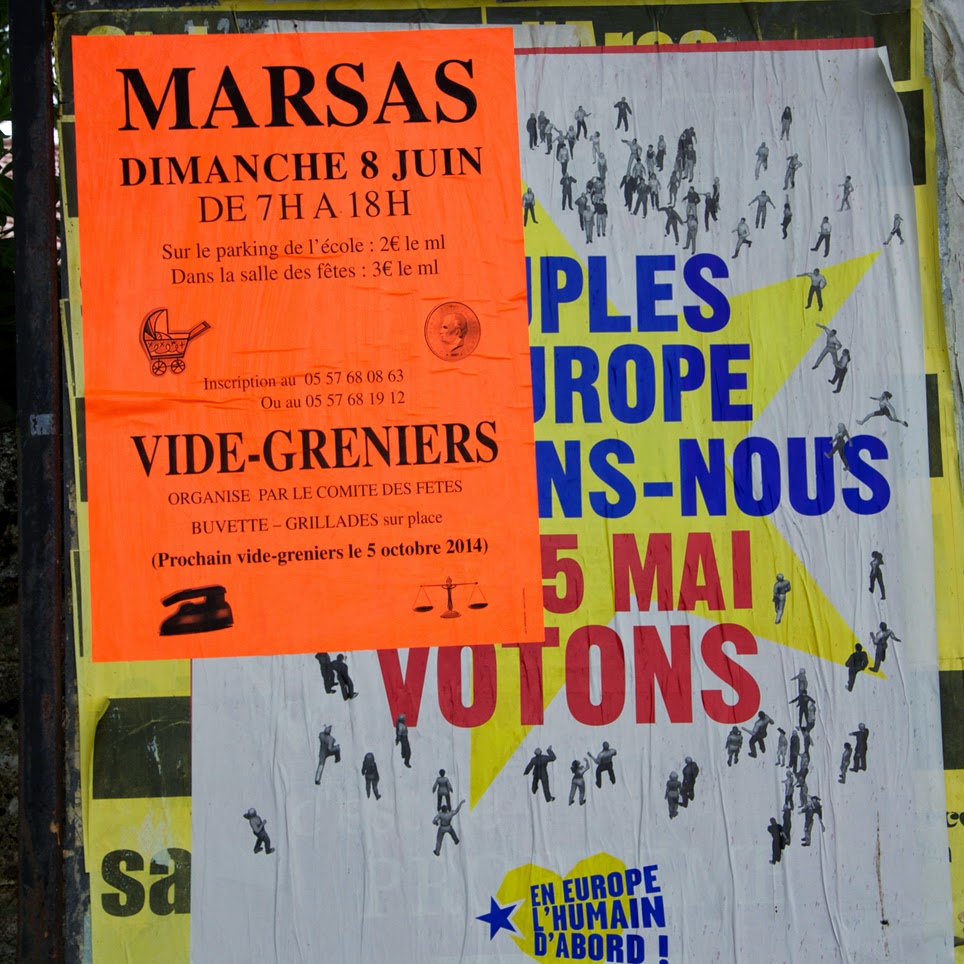 MARSAS
DIMANCHE 8 JUIN
DE 7H A 18H
Sur le parking de l'école : 2€ le ml
Dans la salle des fêtes : 3€ le ml
Inscription au 05 57 68 08 63
Ou au 05 57 68 19 12
VIDE-GRENIERS
ORGANISE PAR LE COMITE DES FETES
BUVETTE – GRILLADES sur place
(Prochain vide-greniers le 5 octobre 2014)
UPLES
UROPE
NS-NOUS
5 MAI
VOTONS
EN EUROPE
L'HUMAIN
D'ABORD !
sa